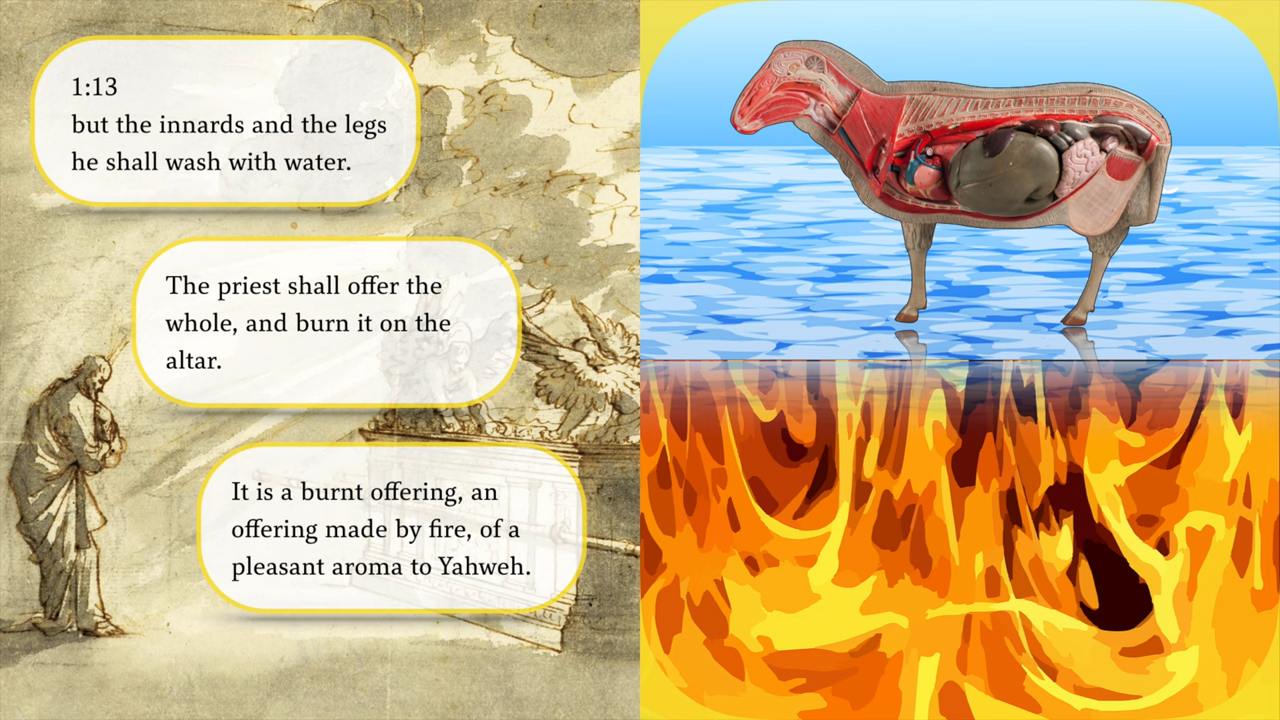 1:13
but the innards and the legs
he shall wash with water.
The priest shall offer the
whole, and burn it on the
altar.
It is a burnt offering, an
offering made by fire, of a
pleasant aroma to Yahweh.